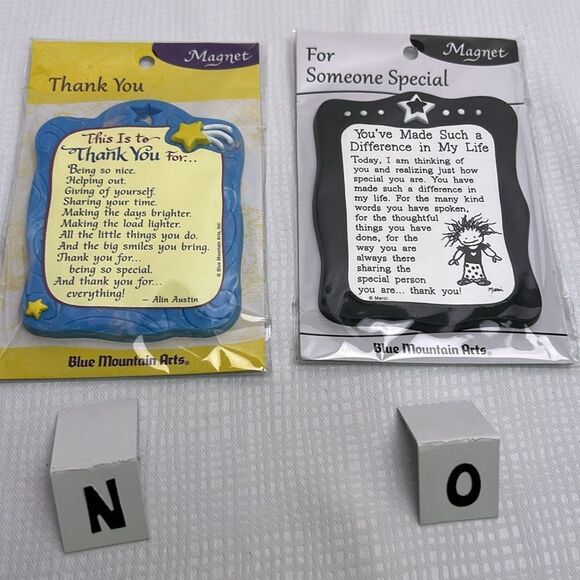 Magnet
Thank You
This Is to
Thank You for...
Being so nice.
Helping out.
Giving of yourself.
Sharing your time.
Making the days brighter.
Making the load lighter.
All the little things you do.
And the big smiles you bring.
Thank you for...
being so special.
And thank you for...
everything!
– Alin Austin
© Blue Mountain Arts, Inc.
Blue Mountain Arts®
Magnet
For
Someone Special
You've Made Such a
Difference in My Life
Today, I am thinking of
you and realizing just how
special you are. You have
made such a difference in
my life. For the many kind
words you have spoken,
for the thoughtful
things you have
done, for the
way you are
always there
sharing the
special person
you are... thank you!
© Marci.
Marci
Blue Mountain Arts®
N
O